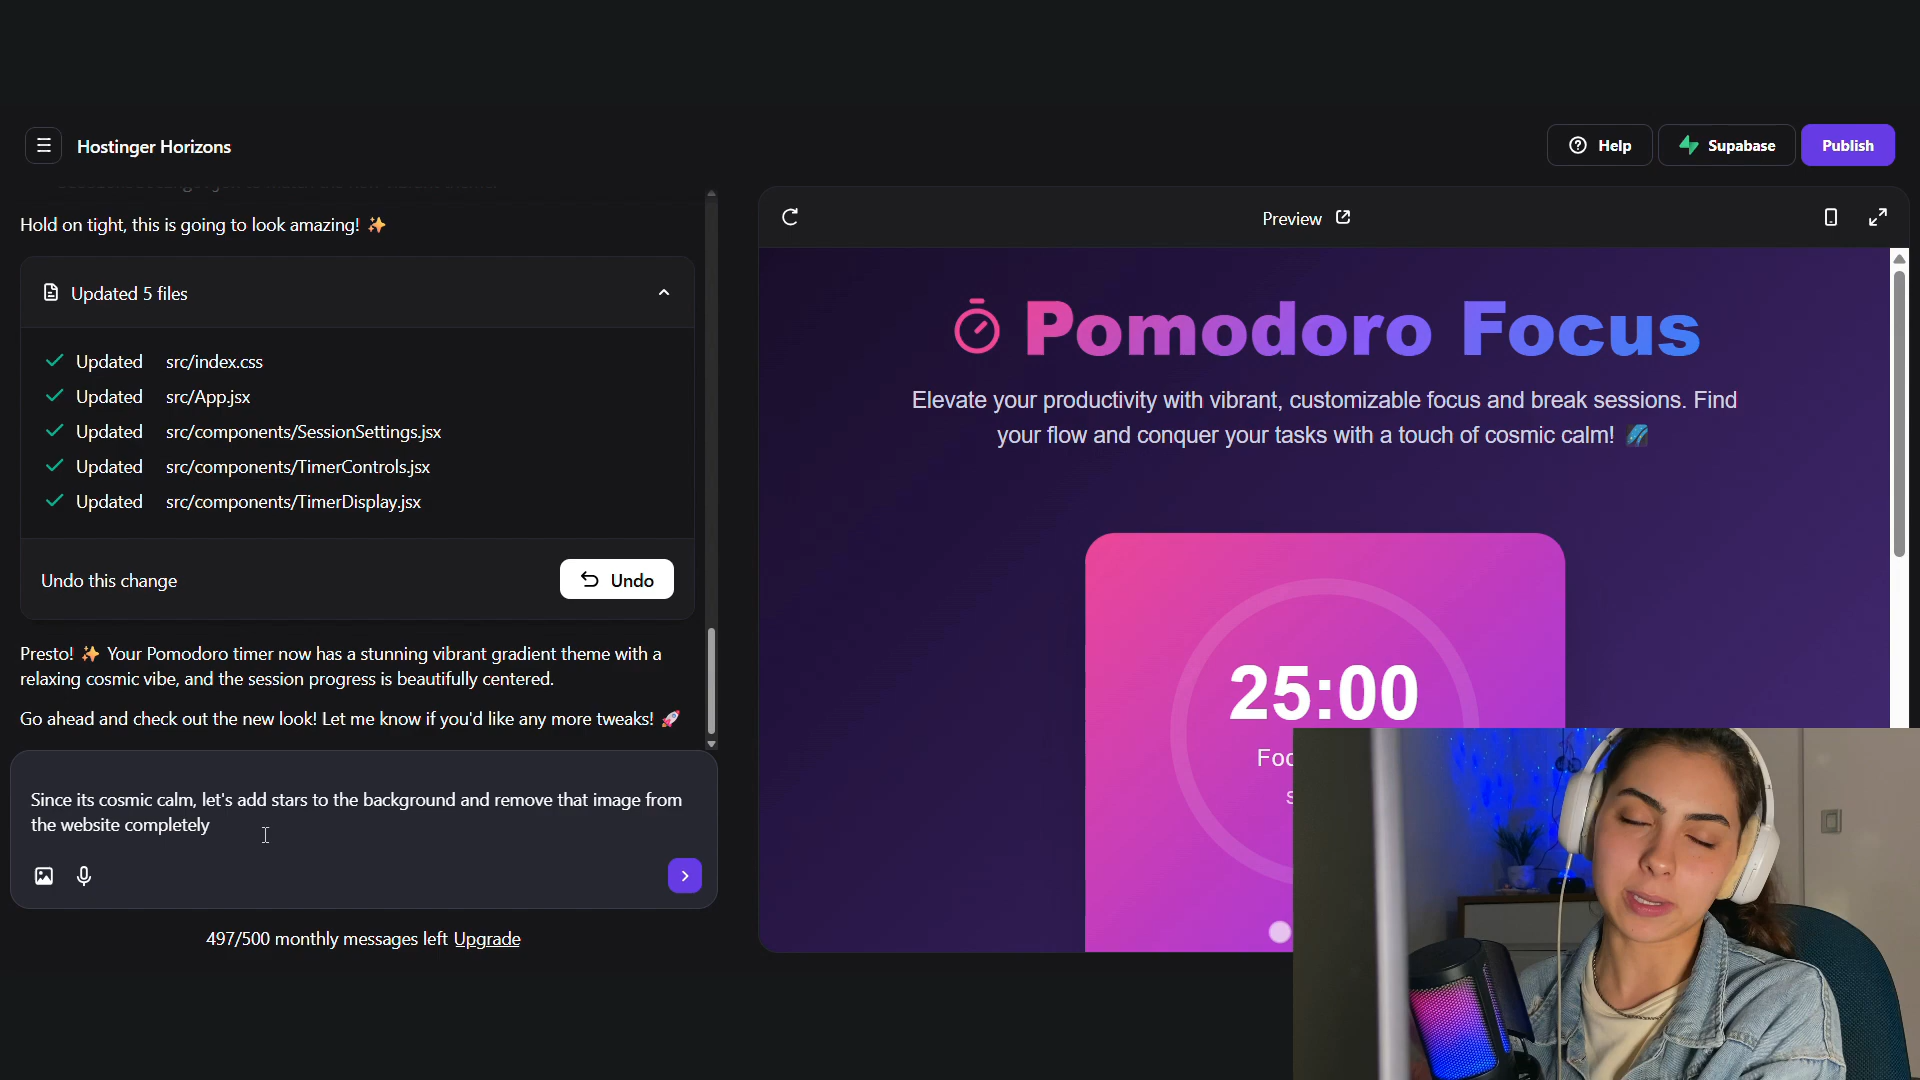 Hostinger Horizons
Help
Supabase
Publish
Hold on tight, this is going to look amazing! ✨
Updated 5 files
Updated src/index.css
Updated src/App.jsx
Updated src/components/SessionSettings.jsx
Updated src/components/TimerControls.jsx
Updated src/components/TimerDisplay.jsx
Undo this change
Undo
Presto! ✨ Your Pomodoro timer now has a stunning vibrant gradient theme with a
relaxing cosmic vibe, and the session progress is beautifully centered.
Go ahead and check out the new look! Let me know if you'd like any more tweaks! 🚀
Since its cosmic calm, let's add stars to the background and remove that image from
the website completely
497/500 monthly messages left Upgrade
Preview
Pomodoro Focus
Elevate your productivity with vibrant, customizable focus and break sessions. Find
your flow and conquer your tasks with a touch of cosmic calm! 🌌
25:00